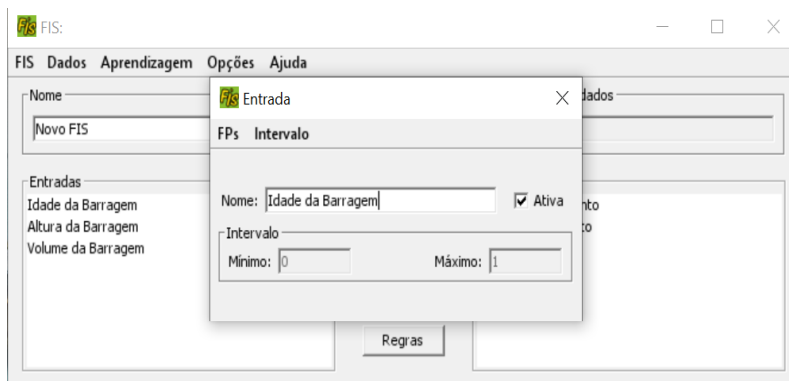 FIS:
FIS Dados Aprendizagem Opções Ajuda
Nome
Novo FIS
dados
Entradas
Idade da Barragem
Altura da Barragem
Volume da Barragem
Fis Entrada
FPs Intervalo
Nome: Idade da Barragem Ativa
Intervalo
Mínimo: 0 Máximo: 1
nto
to
Regras